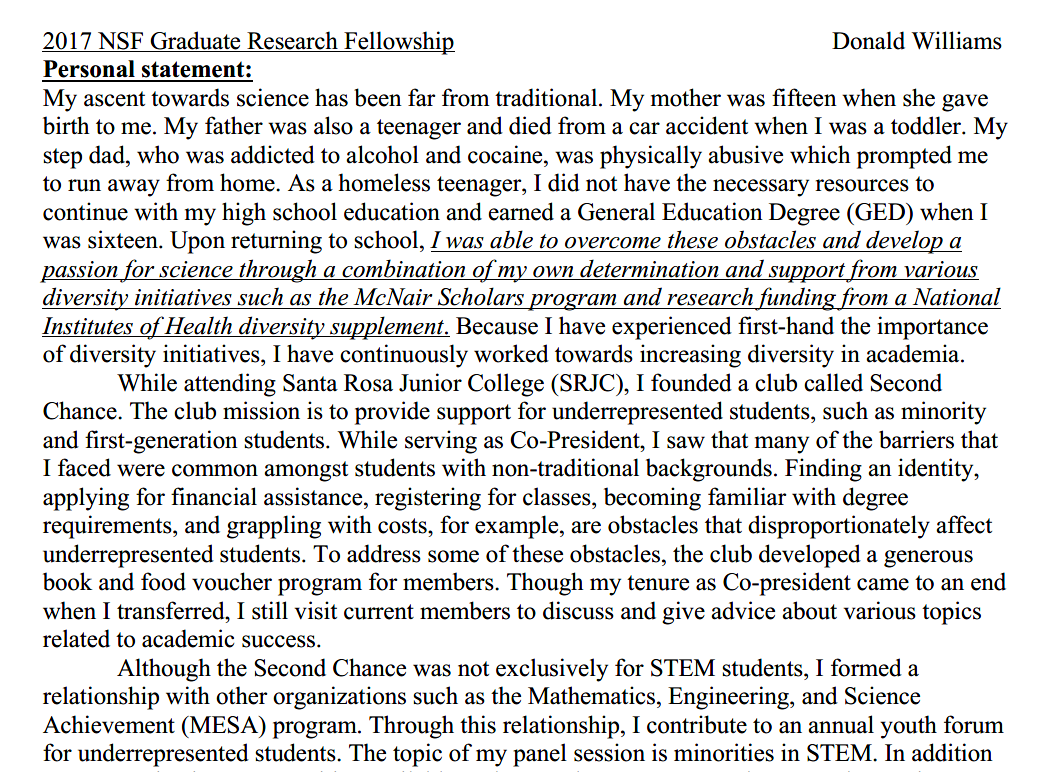 2017 NSF Graduate Research Fellowship Donald Williams
Personal statement:
My ascent towards science has been far from traditional. My mother was fifteen when she gave
birth to me. My father was also a teenager and died from a car accident when I was a toddler. My
step dad, who was addicted to alcohol and cocaine, was physically abusive which prompted me
to run away from home. As a homeless teenager, I did not have the necessary resources to
continue with my high school education and earned a General Education Degree (GED) when I
was sixteen. Upon returning to school, I was able to overcome these obstacles and develop a
passion for science through a combination of my own determination and support from various
diversity initiatives such as the McNair Scholars program and research funding from a National
Institutes of Health diversity supplement. Because I have experienced first-hand the importance
of diversity initiatives, I have continuously worked towards increasing diversity in academia.
While attending Santa Rosa Junior College (SRJC), I founded a club called Second
Chance. The club mission is to provide support for underrepresented students, such as minority
and first-generation students. While serving as Co-President, I saw that many of the barriers that
I faced were common amongst students with non-traditional backgrounds. Finding an identity,
applying for financial assistance, registering for classes, becoming familiar with degree
requirements, and grappling with costs, for example, are obstacles that disproportionately affect
underrepresented students. To address some of these obstacles, the club developed a generous
book and food voucher program for members. Though my tenure as Co-president came to an end
when I transferred, I still visit current members to discuss and give advice about various topics
related to academic success.
Although the Second Chance was not exclusively for STEM students, I formed a
relationship with other organizations such as the Mathematics, Engineering, and Science
Achievement (MESA) program. Through this relationship, I contribute to an annual youth forum
for underrepresented students. The topic of my panel session is minorities in STEM. In addition